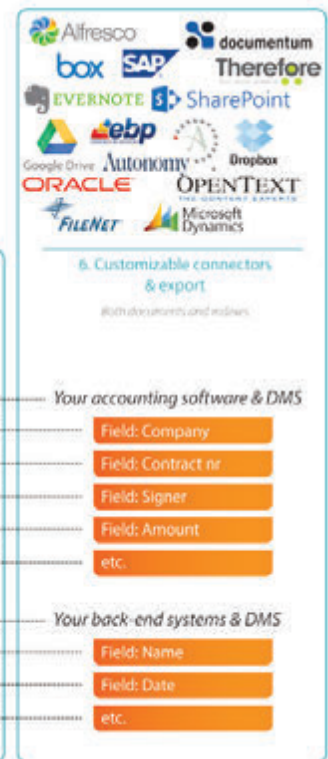 Alfresco
documentum
box
SAP
Therefore
EVERNOTE
SharePoint
ebp
A
Google Drive
Autonomy
Dropbox
ORACLE
OPENTEXT
THE CONTENT EXPERTS
FILENET
Microsoft
Dynamics
6. Customizable connectors
& export
Both documents and indexes
Your accounting software & DMS
Field: Company
Field: Contract nr
Field: Signer
Field: Amount
etc.
Your back-end systems & DMS
Field: Name
Field: Date
etc.